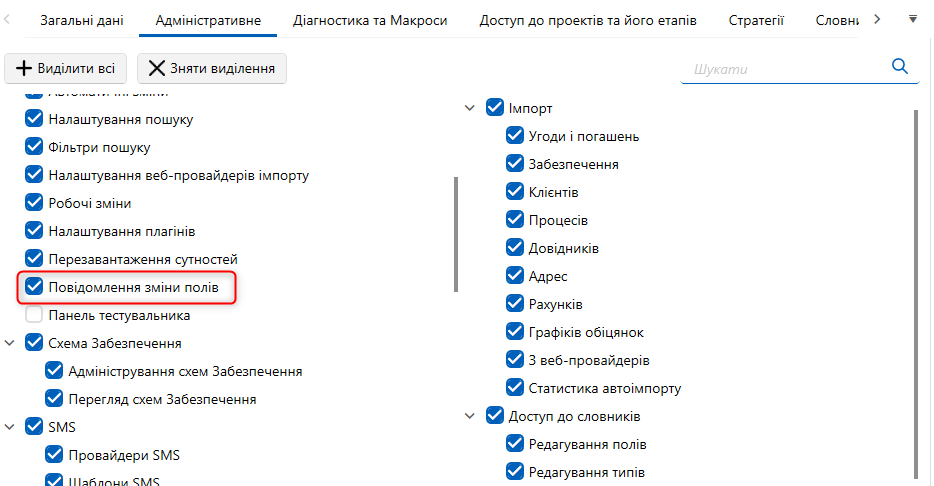 Загальні дані
Адміністративне
Діагностика та Макроси
Доступ до проектів та його етапів
Стратегії
Виділити всі
Зняти виділення
Шукати
Налаштування пошуку
Фільтри пошуку
Налаштування веб-провайдерів імпорту
Робочі зміни
Налаштування плагінів
Перезавантаження сутностей
Повідомлення зміни полів
Панель тестувальника
Схема Забезпечення
Адміністрування схем Забезпечення
Перегляд схем Забезпечення
SMS
Провайдери SMS
Шаблони SMS
Імпорт
Угоди і погашень
Забезпечення
Клієнтів
Процесів
Довідників
Адрес
Рахунків
Графіків обіцянок
З веб-провайдерів
Статистика автоімпорту
Доступ до словників
Редагування полів
Редагування типів